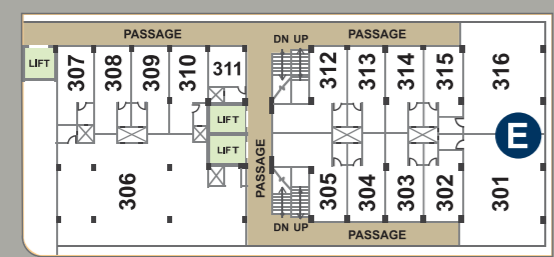 PASSAGE
DN UP
PASSAGE
LIFT
307
308
309
310
311
312
313
314
315
316
LIFT
LIFT
E
PASSAGE
306
305
304
303
302
301
DN UP
PASSAGE